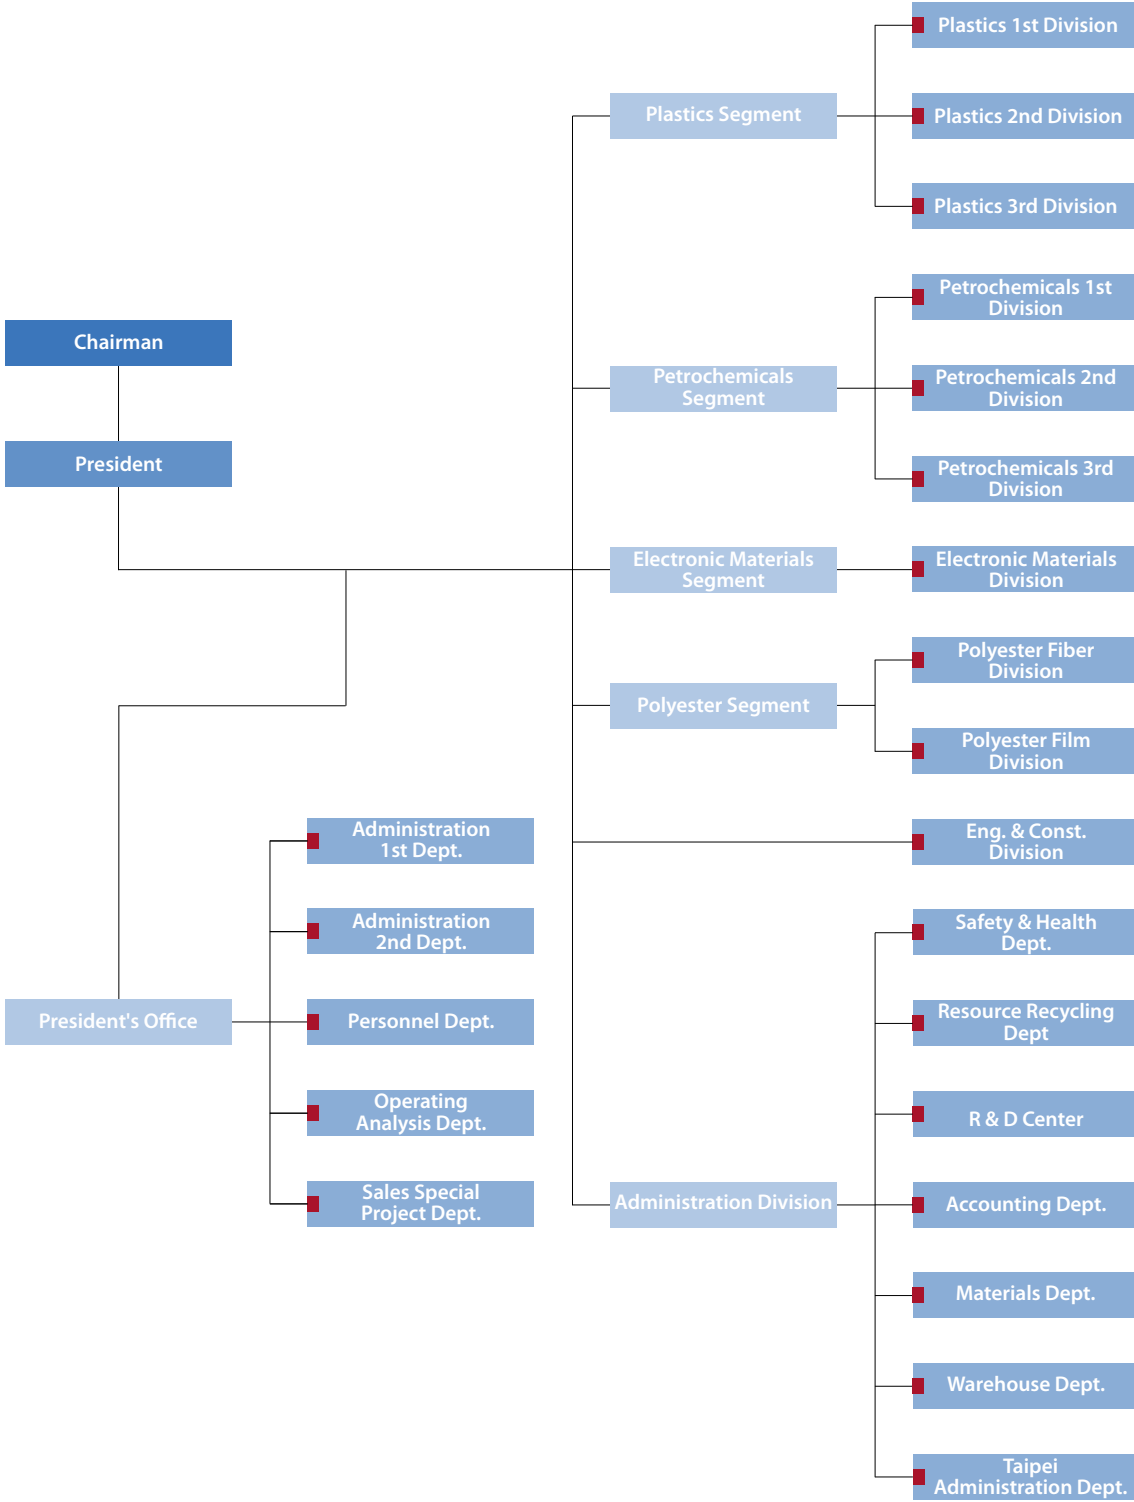 Chairman
President
President's Office
Administration
1st Dept.
Administration
2nd Dept.
Personnel Dept.
Operating
Analysis Dept.
Sales Special
Project Dept.
Plastics Segment
Plastics 1st Division
Plastics 2nd Division
Plastics 3rd Division
Petrochemicals
Segment
Petrochemicals 1st
Division
Petrochemicals 2nd
Division
Petrochemicals 3rd
Division
Electronic Materials
Segment
Electronic Materials
Division
Polyester Segment
Polyester Fiber
Division
Polyester Film
Division
Eng. & Const.
Division
Administration Division
Safety & Health
Dept.
Resource Recycling
Dept
R & D Center
Accounting Dept.
Materials Dept.
Warehouse Dept.
Taipei
Administration Dept.